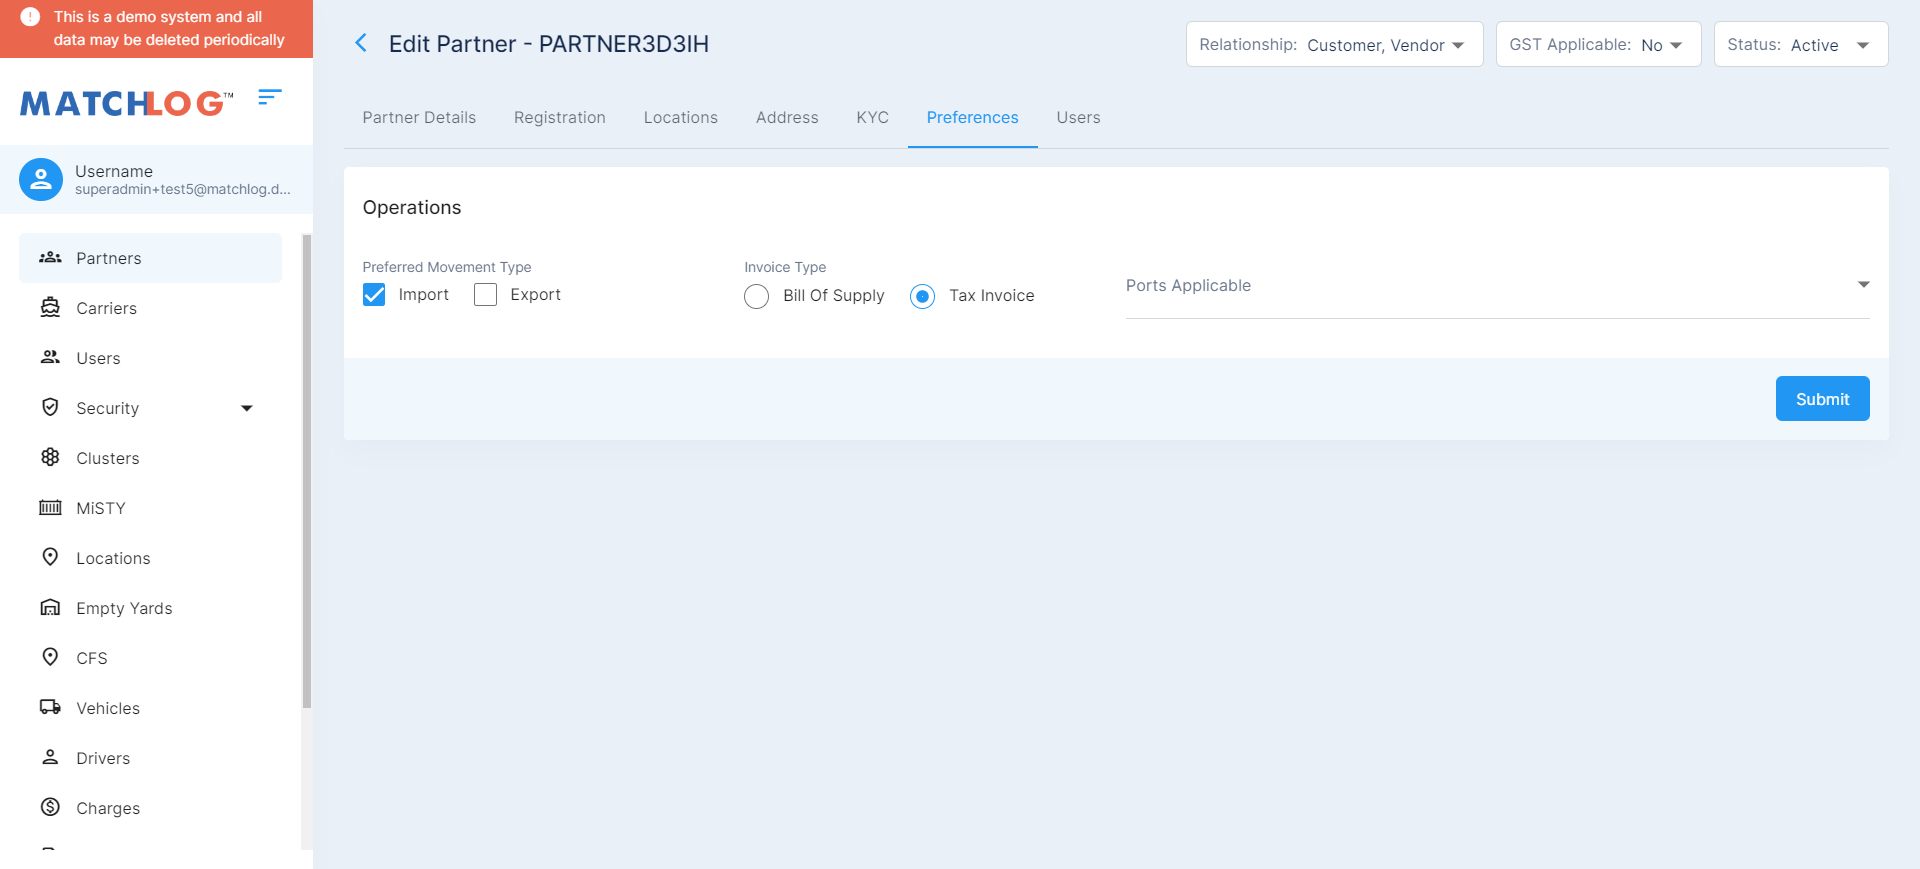 This is a demo system and all
data may be deleted periodically
MATCHLOG™
Username
superadmin+test5@matchlog.d...
Partners
Carriers
Users
Security
Clusters
MiSTY
Locations
Empty Yards
CFS
Vehicles
Drivers
Charges
Edit Partner - PARTNER3D3IH
Relationship: Customer, Vendor
GST Applicable: No
Status: Active
Partner Details
Registration
Locations
Address
KYC
Preferences
Users
Operations
Preferred Movement Type
Import
Export
Invoice Type
Bill Of Supply
Tax Invoice
Ports Applicable
Submit